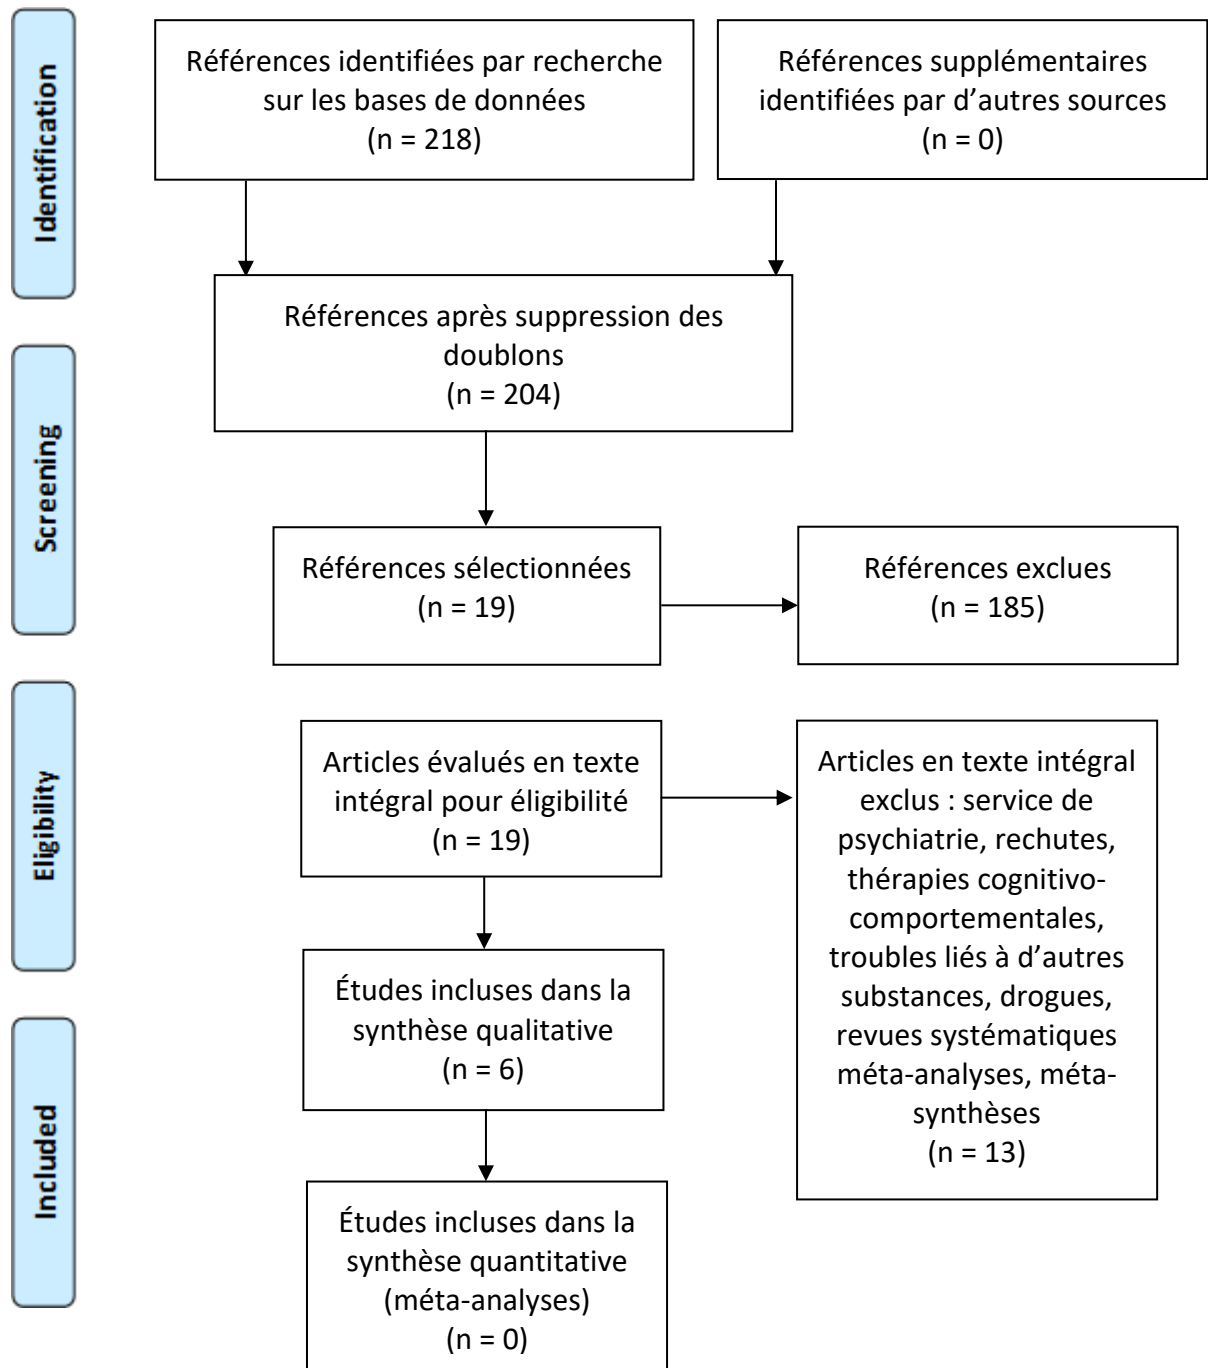 Identification
Références identifiées par recherche
sur les bases de données
(n = 218)
Références supplémentaires
identifiées par d’autres sources
(n = 0)
Références après suppression des
doublons
(n = 204)
Screening
Références sélectionnées
(n = 19)
Références exclues
(n = 185)
Eligibility
Articles évalués en texte
intégral pour éligibilité
(n = 19)
Articles en texte intégral
exclus : service de
psychiatrie, rechutes,
thérapies cognitivo-
comportementales,
troubles liés à d’autres
substances, drogues,
revues systématiques
méta-analyses, méta-
synthèses
(n = 13)
Études incluses dans la
synthèse qualitative
(n = 6)
Included
Études incluses dans la
synthèse quantitative
(méta-analyses)
(n = 0)